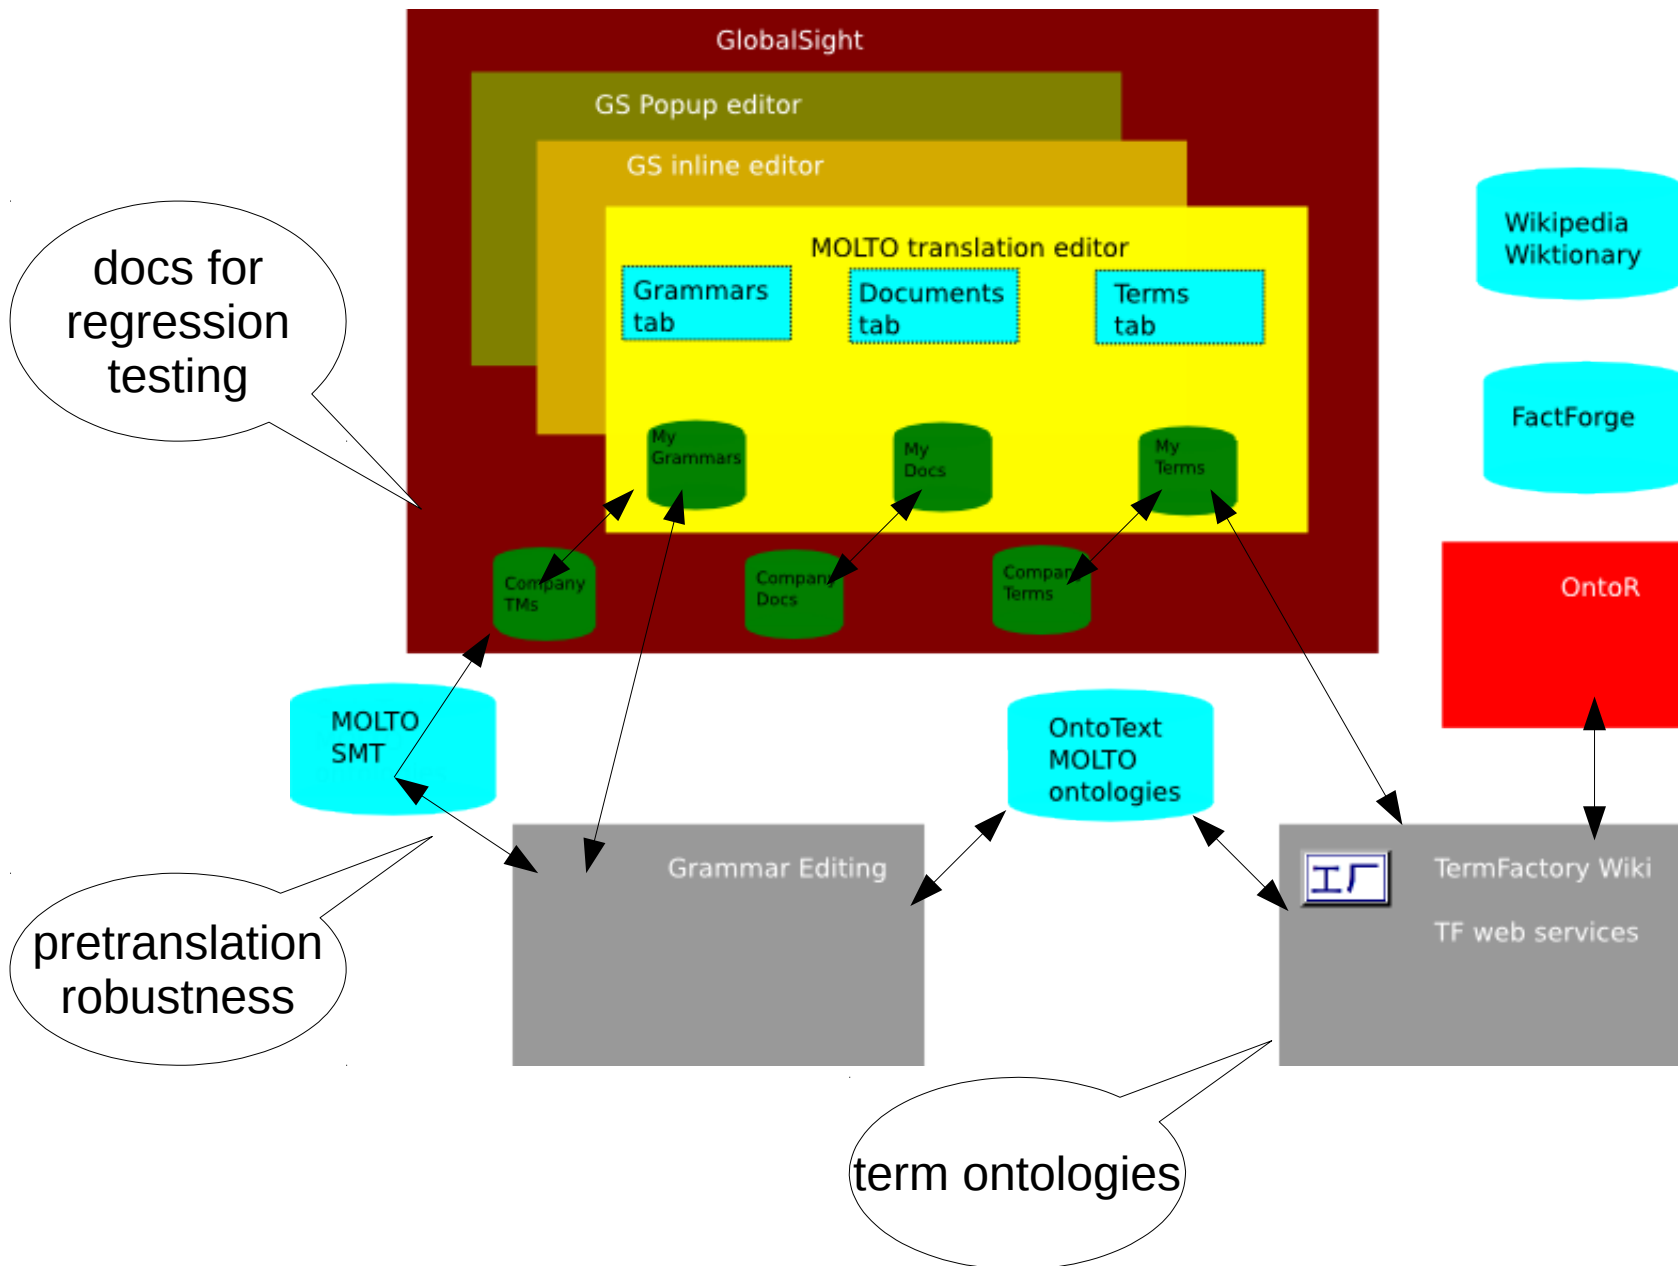 GlobalSight
GS Popup editor
GS inline editor
MOLTO translation editor
Grammars
tab
Documents
tab
Terms
tab
My
Grammars
My
Docs
My
Terms
Company
TMs
Company
Docs
Company
Terms
docs for
regression
testing
Wikipedia
Wiktionary
FactForge
OntoR
MOLTO
SMT
OntoText
MOLTO
ontologies
Grammar Editing
工厂
TermFactory Wiki
TF web services
pretranslation
robustness
term ontologies